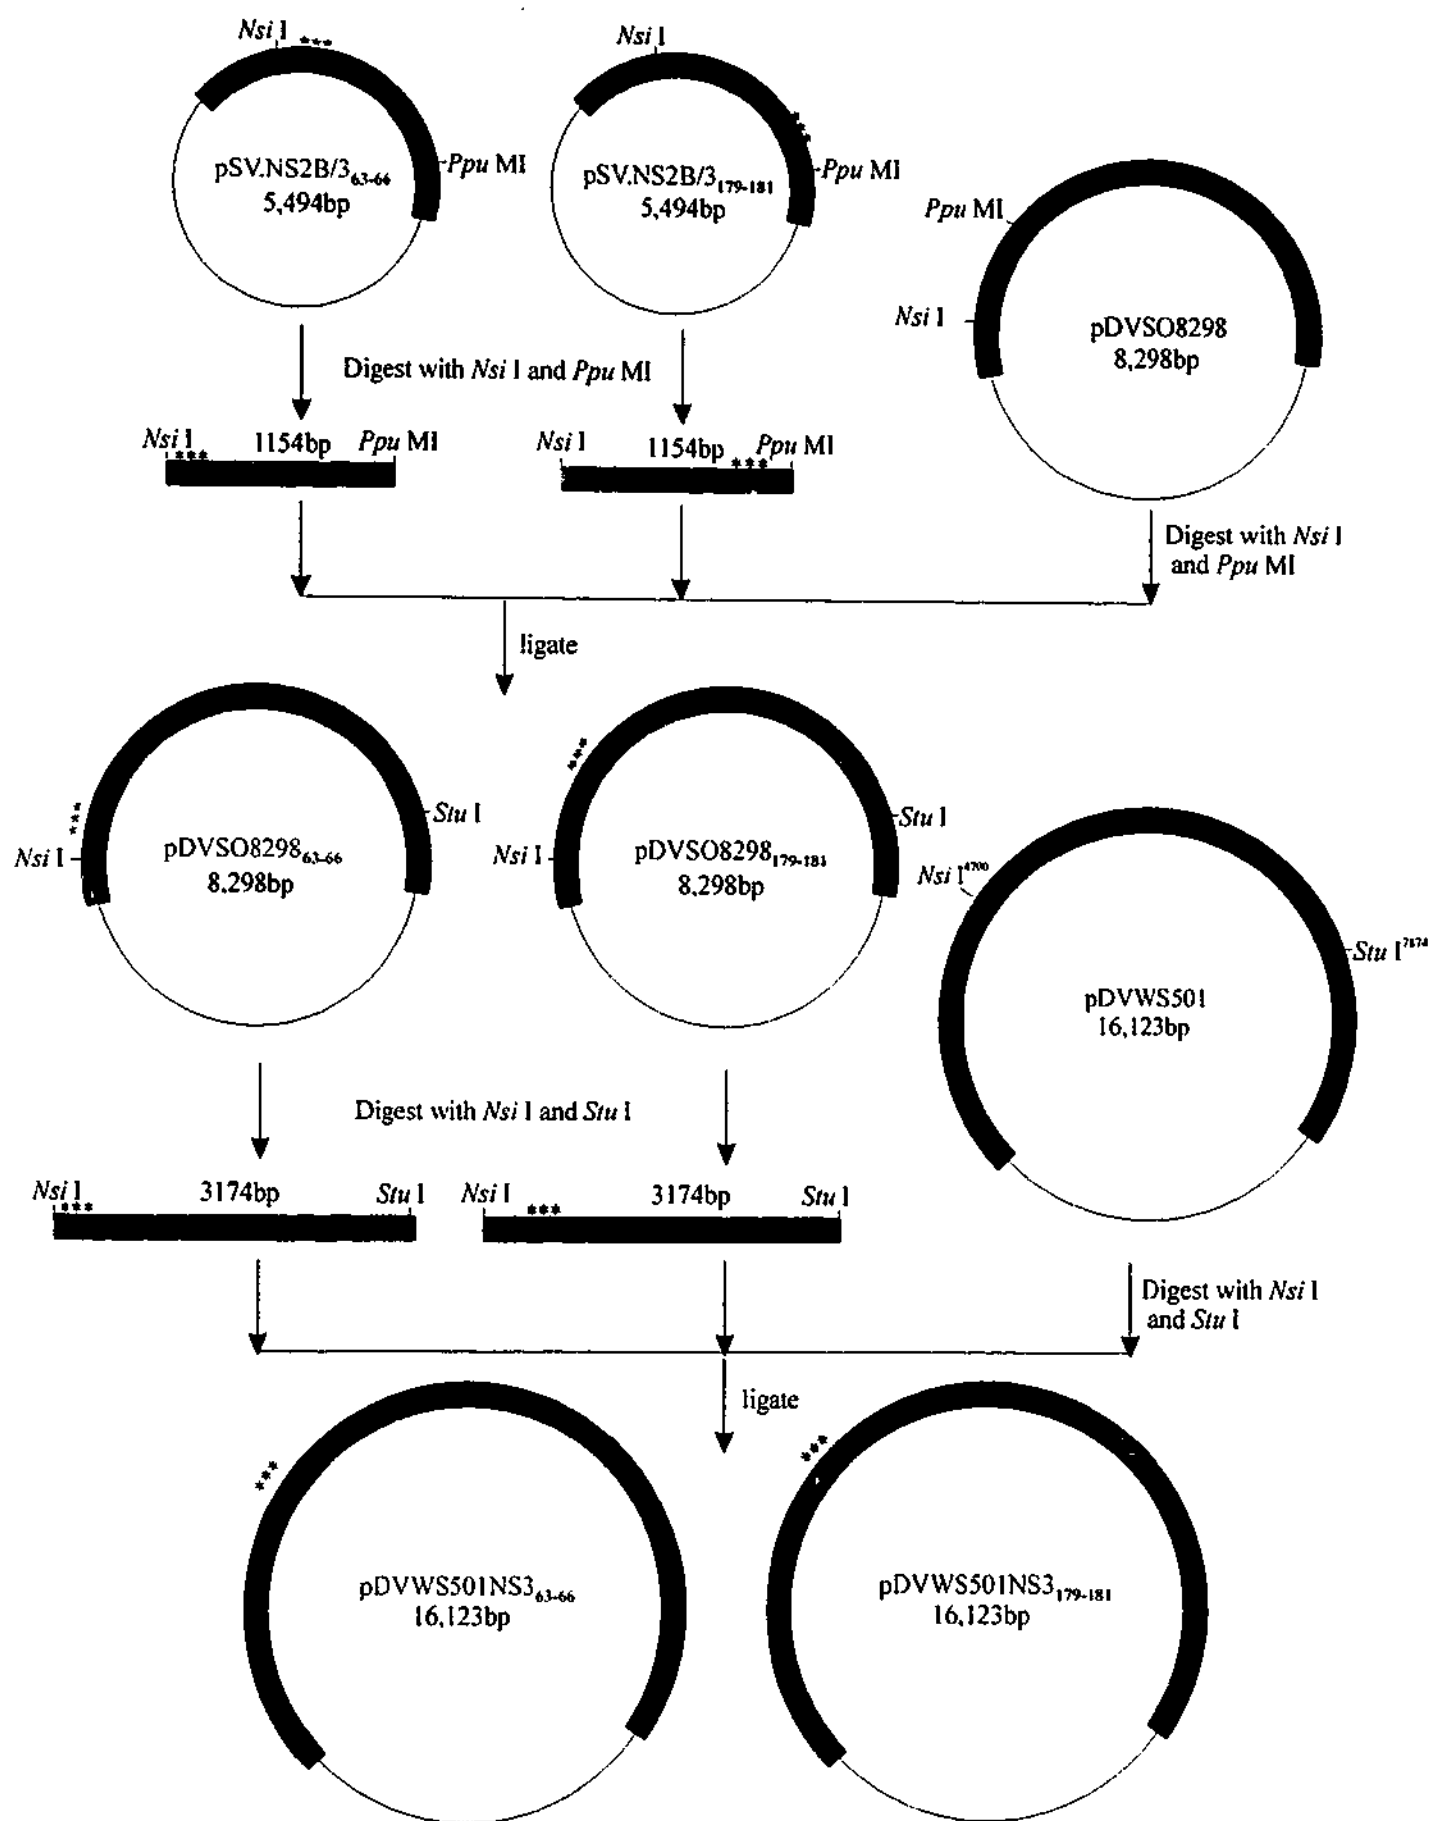 Nsi I ***
Nsi I
***
pSV.NS2B/3₆₃₋₆₆
5,494bp
Ppu MI
pSV.NS2B/3₁₇₉₋₁₈₁
5,494bp
Ppu MI
Ppu MI
Nsi I
pDVSO8298
8,298bp
Digest with Nsi I and Ppu MI
Nsi I 1154bp Ppu MI
***
Nsi I 1154bp Ppu MI
***
Digest with Nsi I
and Ppu MI
ligate
***
Nsi I
pDVSO8298₆₃₋₆₆
8,298bp
Stu I
***
Nsi I
pDVSO8298₁₇₉₋₁₈₁
8,298bp
Stu I
Nsi I⁴⁷⁰⁰
Stu I⁷⁸⁷⁴
pDVWS501
16,123bp
Digest with Nsi I and Stu I
Nsi I 3174bp Stu I
***
Nsi I 3174bp Stu I
***
Digest with Nsi I
and Stu I
ligate
***
pDVWS501NS3₆₃₋₆₆
16,123bp
***
pDVWS501NS3₁₇₉₋₁₈₁
16,123bp